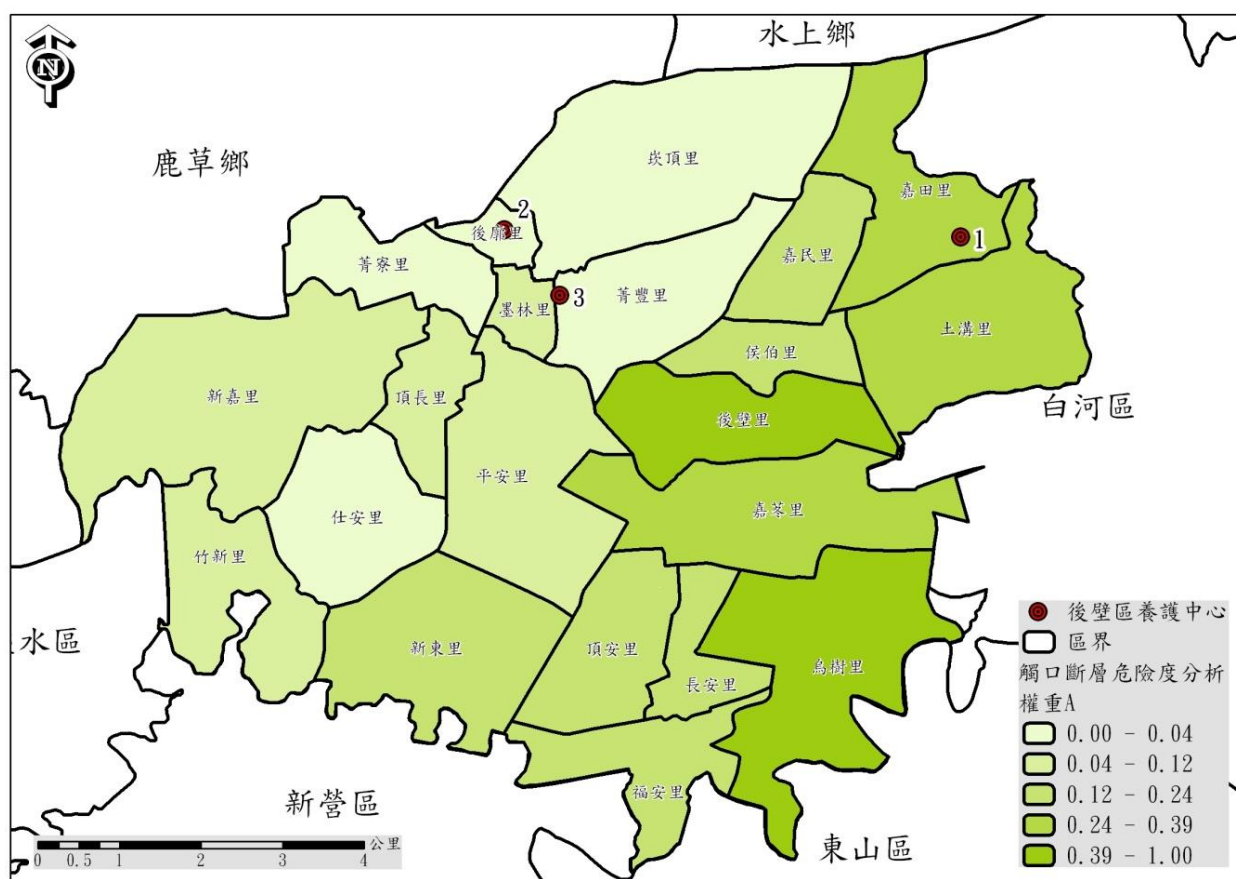 水上鄉
N
鹿草鄉
崁頂里
嘉田里
2
後廍里
1
菁寮里
嘉民里
3
菁豐里
墨林里
土溝里
侯伯里
新嘉里
頂長里
白河區
後壁里
平安里
嘉苳里
仕安里
竹新里
後壁區養護中心
水區
區界
新東里
頂安里
烏樹里
長安里
觸口斷層危險度分析
權重A
0.00 - 0.04
0.04 - 0.12
0.12 - 0.24
0.24 - 0.39
0.39 - 1.00
福安里
新營區
東山區
公里
0 0.5 1 2 3 4